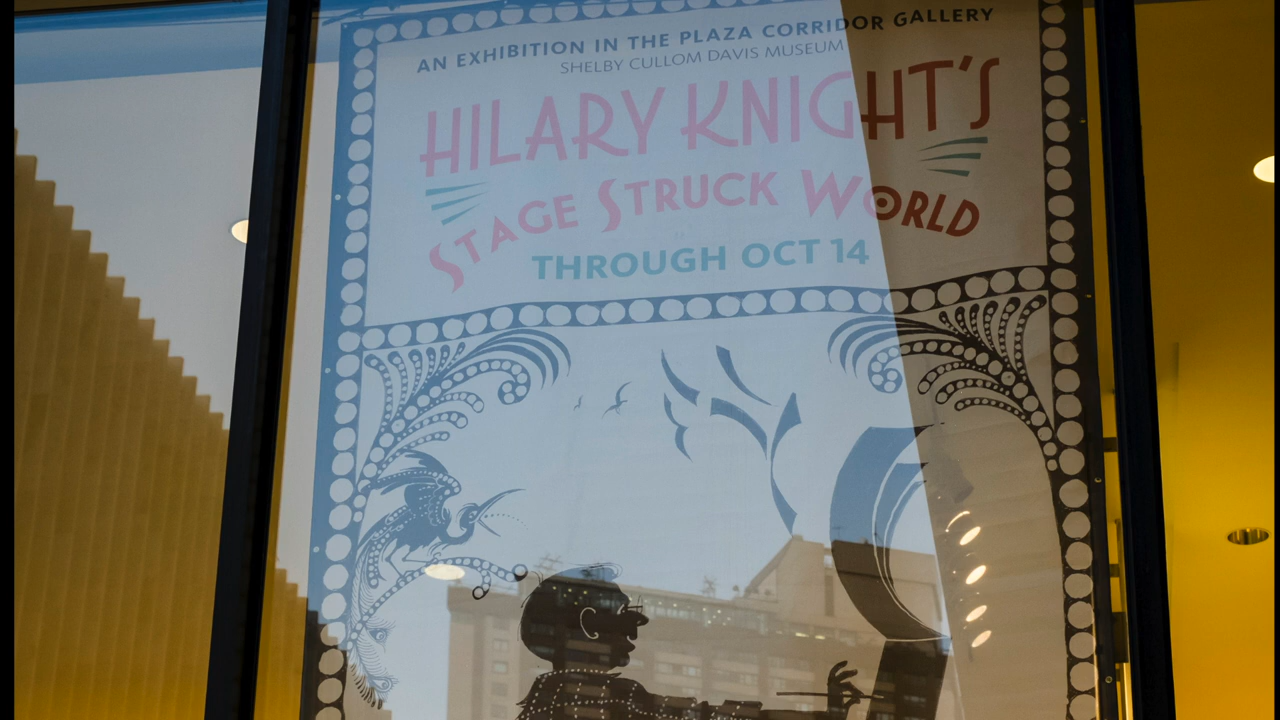 AN EXHIBITION IN THE PLAZA CORRIDOR GALLERY
SHELBY CULLOM DAVIS MUSEUM
HILARY KNIGHT'S
STAGE STRUCK WORLD
THROUGH OCT 14